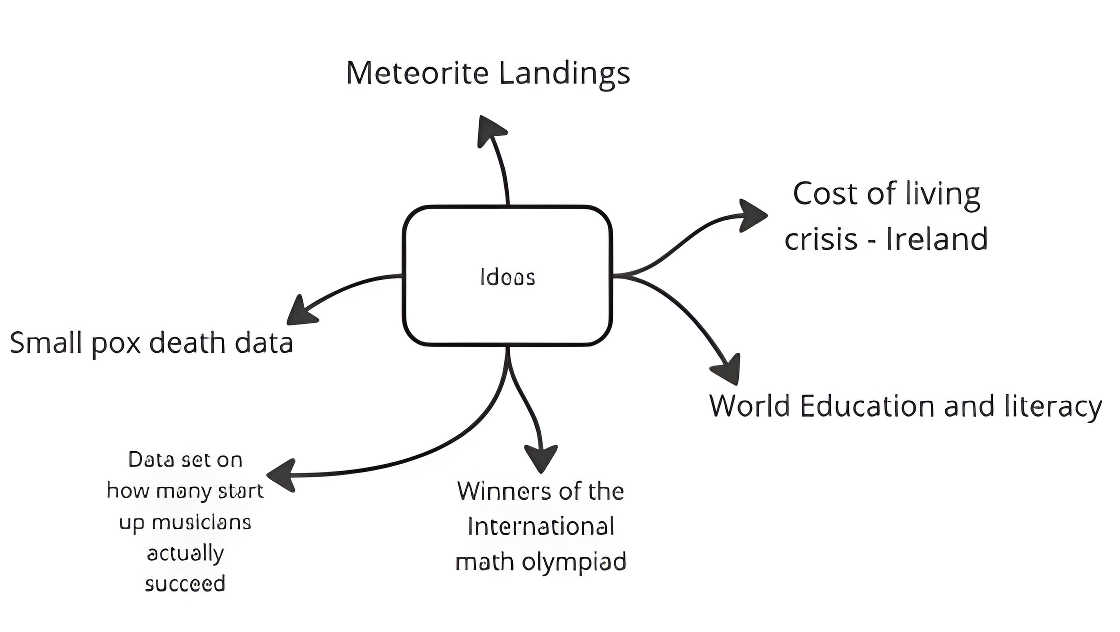 Meteorite Landings
Cost of living
crisis - Ireland
Ideas
Small pox death data
World Education and literacy
Data set on
how many start
up musicians
actually
succeed
Winners of the
International
math olympiad